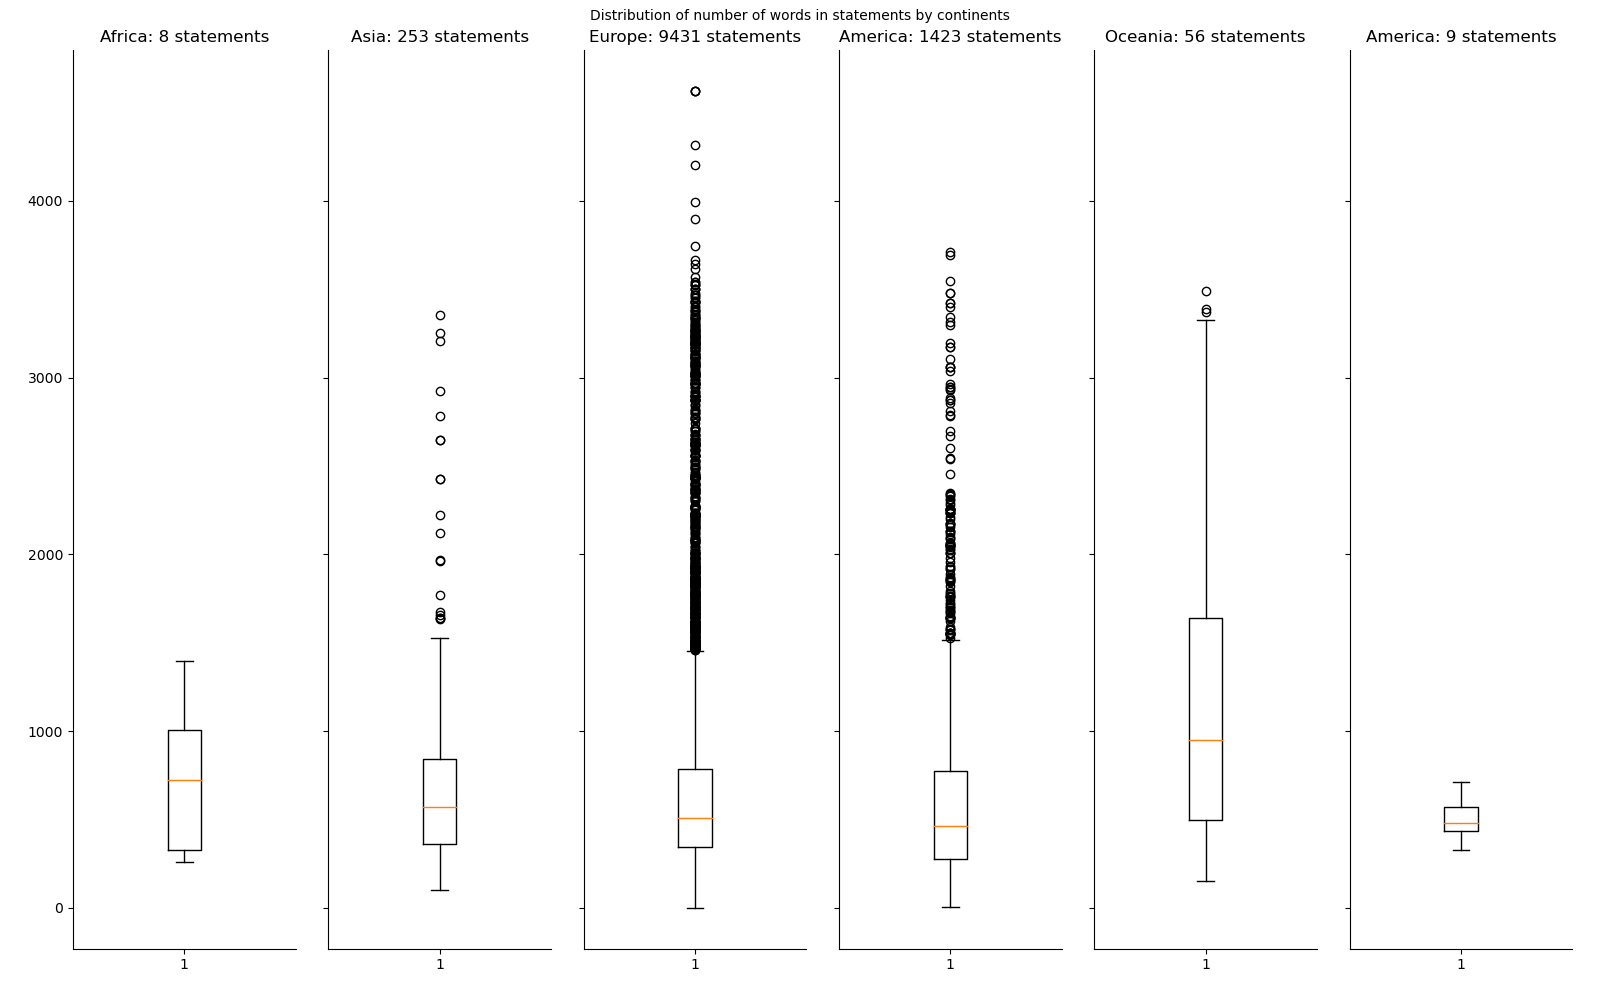 Distribution of number of words in statements by continents
Africa: 8 statements
Asia: 253 statements
Europe: 9431 statements
America: 1423 statements
Oceania: 56 statements
America: 9 statements
4000
3000
2000
1000
0
1
1
1
1
1
1